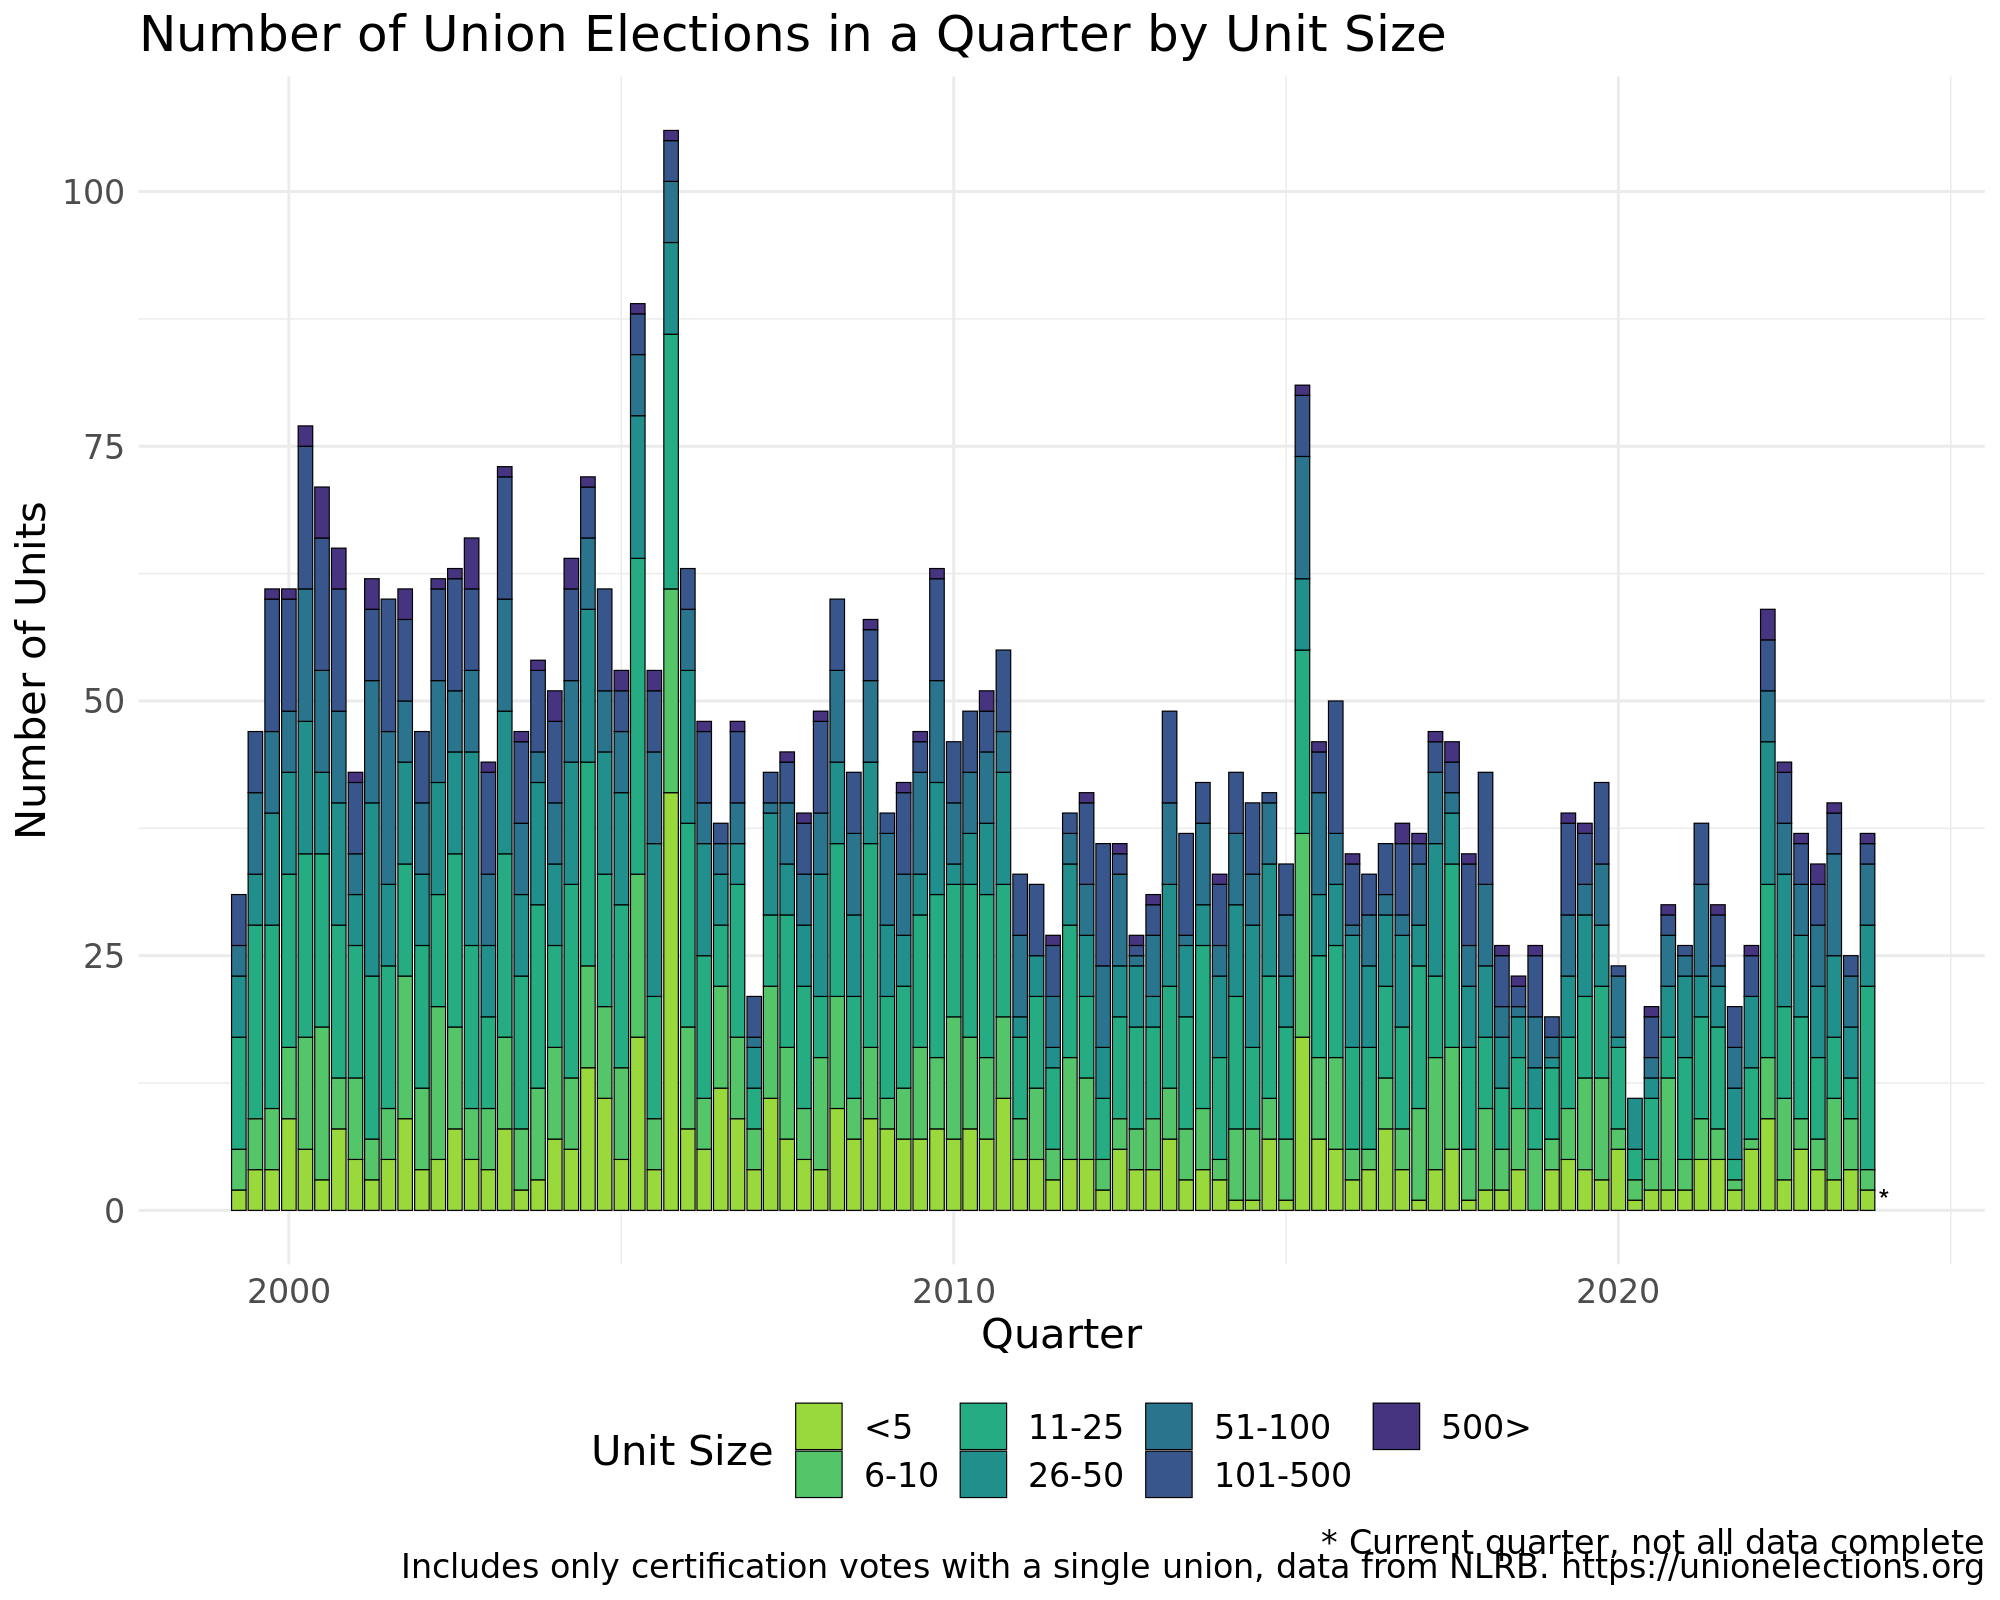 Number of Union Elections in a Quarter by Unit Size
Number of Units
100
75
50
25
0
*
2000 2010 2020
Quarter
Unit Size
<5 11-25 51-100 500>
6-10 26-50 101-500
* Current quarter, not all data complete
Includes only certification votes with a single union, data from NLRB. https://unionelections.org